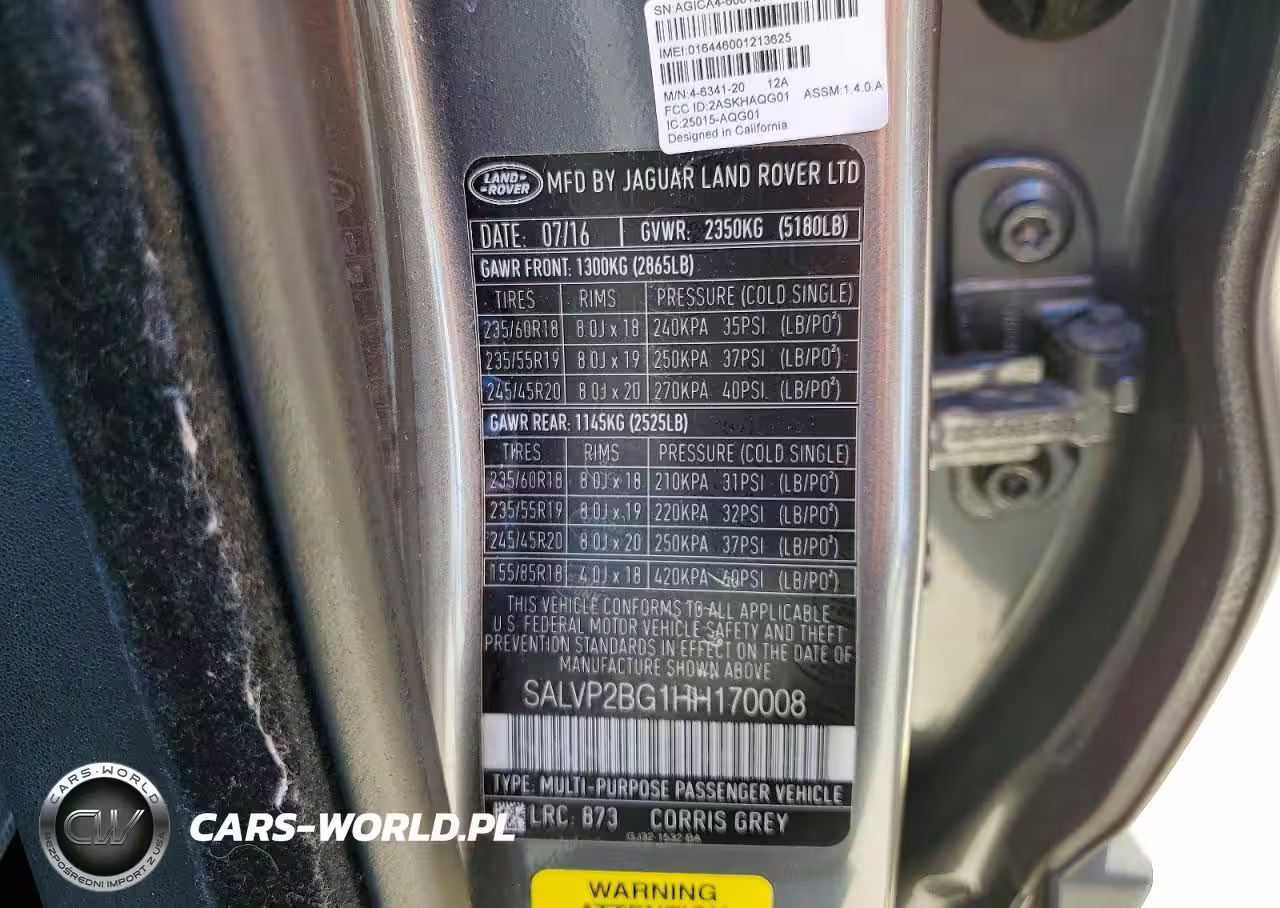 SN:AGICA4-
IMEI:016446001213625
M/N:4-6341-20 12A
FCC ID:2ASKHAQG01 ASSM:1.4.0.A
IC:25015-AQG01
Designed in California
LAND ROVER MFD BY JAGUAR LAND ROVER LTD
DATE: 07/16 GVWR: 2350KG (5180LB)
GAWR FRONT: 1300KG (2865LB)
TIRES RIMS PRESSURE (COLD SINGLE)
235/60R18 8.0J x 18 240KPA 35PSI (LB/PO²)
235/55R19 8.0J x 19 250KPA 37PSI (LB/PO²)
245/45R20 8.0J x 20 270KPA 40PSI (LB/PO²)
GAWR REAR: 1145KG (2525LB)
TIRES RIMS PRESSURE (COLD SINGLE)
235/60R18 8.0J x 18 210KPA 31PSI (LB/PO²)
235/55R19 8.0J x 19 220KPA 32PSI (LB/PO²)
245/45R20 8.0J x 20 250KPA 37PSI (LB/PO²)
155/85R18 4.0J x 18 420KPA 60PSI (LB/PO²)
THIS VEHICLE CONFORMS TO ALL APPLICABLE
U.S. FEDERAL MOTOR VEHICLE SAFETY AND THEFT
PREVENTION STANDARDS IN EFFECT ON THE DATE OF
MANUFACTURE SHOWN ABOVE
SALVP2BG1HH170008
TYPE: MULTI-PURPOSE PASSENGER VEHICLE
LRC: 873 CORRIS GREY
GJ32-1532-BA
WARNING
CARS-WORLD
CW
BEZPOŚREDNI IMPORT Z USA
CARS-WORLD.PL